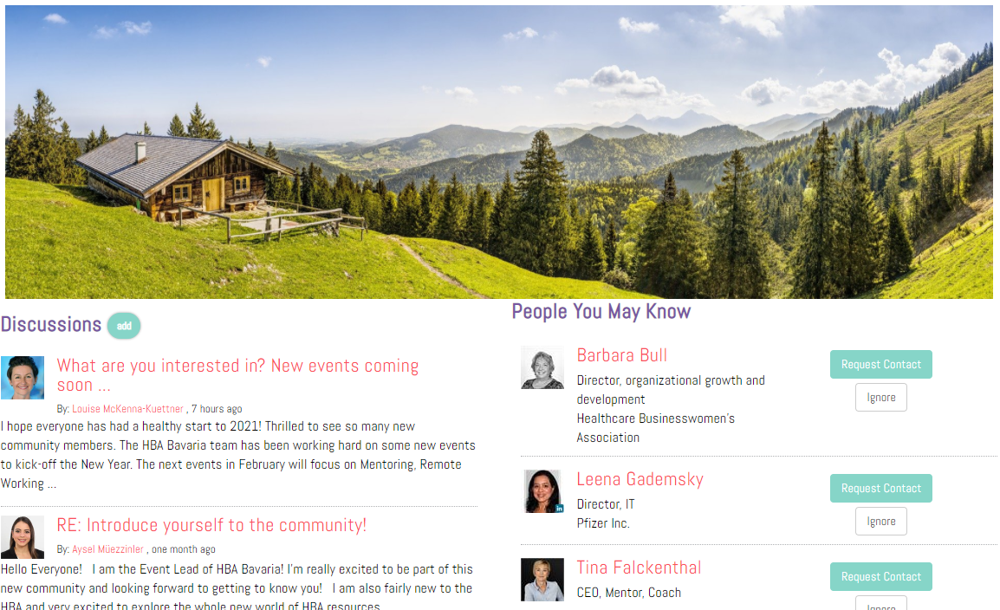 Discussions add
What are you interested in? New events coming
soon ...
By: Louise McKenna-Kuettner , 7 hours ago
I hope everyone has had a healthy start to 2021! Thrilled to see so many new
community members. The HBA Bavaria team has been working hard on some new events
to kick-off the New Year. The next events in February will focus on Mentoring, Remote
Working ...
RE: Introduce yourself to the community!
By: Aysel Müezzinler , one month ago
Hello Everyone! I am the Event Lead of HBA Bavaria! I'm really excited to be part of this
new community and looking forward to getting to know you! I am also fairly new to the
HBA and very excited to explore the whole new world of HBA resources
People You May Know
Barbara Bull
Request Contact
Director, organizational growth and
development
Ignore
Healthcare Businesswomen's
Association
Leena Gademsky
Request Contact
Director, IT
Ignore
Pfizer Inc.
in
Tina Falckenthal
Request Contact
CEO, Mentor, Coach
Ignore